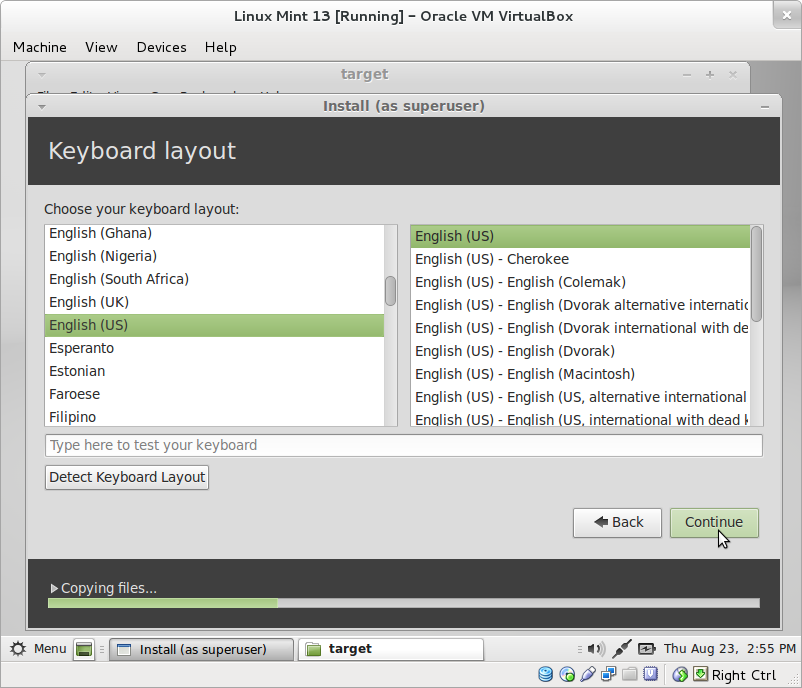 Linux Mint 13 [Running] – Oracle VM VirtualBox
Machine View Devices Help
target
Install (as superuser)
Keyboard layout
Choose your keyboard layout:
English (Ghana)
English (Nigeria)
English (South Africa)
English (UK)
English (US)
Esperanto
Estonian
Faroese
Filipino
English (US)
English (US) - Cherokee
English (US) - English (Colemak)
English (US) - English (Dvorak alternative internatic
English (US) - English (Dvorak international with de
English (US) - English (Dvorak)
English (US) - English (Macintosh)
English (US) - English (US, alternative international
English (US) - English (US, international with dead k
Type here to test your keyboard
Detect Keyboard Layout
Back Continue
Copying files...
Menu Install (as superuser) target Thu Aug 23, 2:55 PM
Right Ctrl